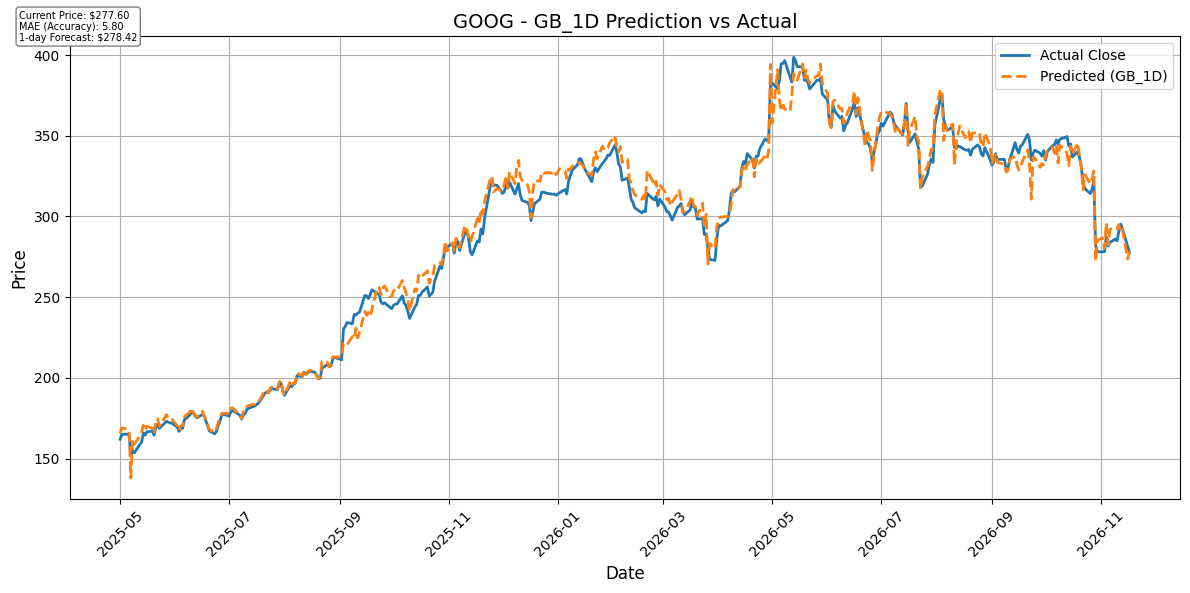 Current Price: $277.60
MAE (Accuracy): 5.80
1-day Forecast: $278.42
GOOG - GB_1D Prediction vs Actual
Actual Close
Predicted (GB_1D)
Price
400
350
300
250
200
150
2025-05
2025-07
2025-09
2025-11
2026-01
2026-03
2026-05
2026-07
2026-09
2026-11
Date